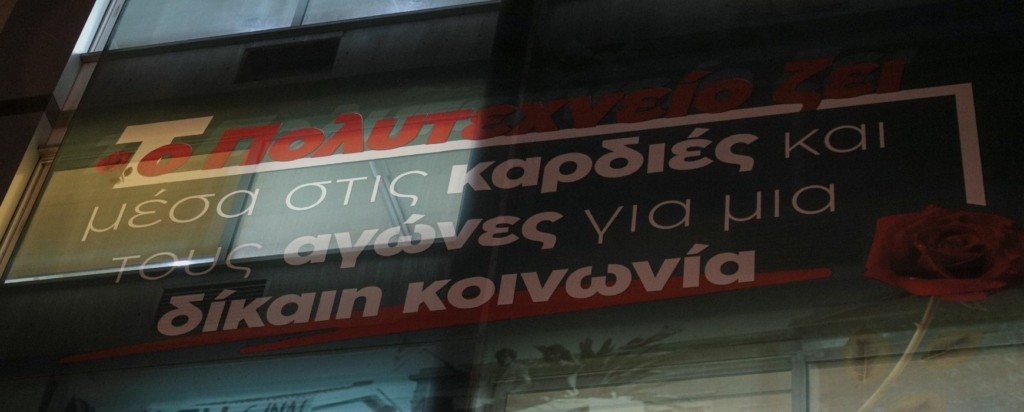 Το Πολυτεχνείο ζει
μέσα στις καρδιές και
τους αγώνες για μια
δίκαιη κοινωνία